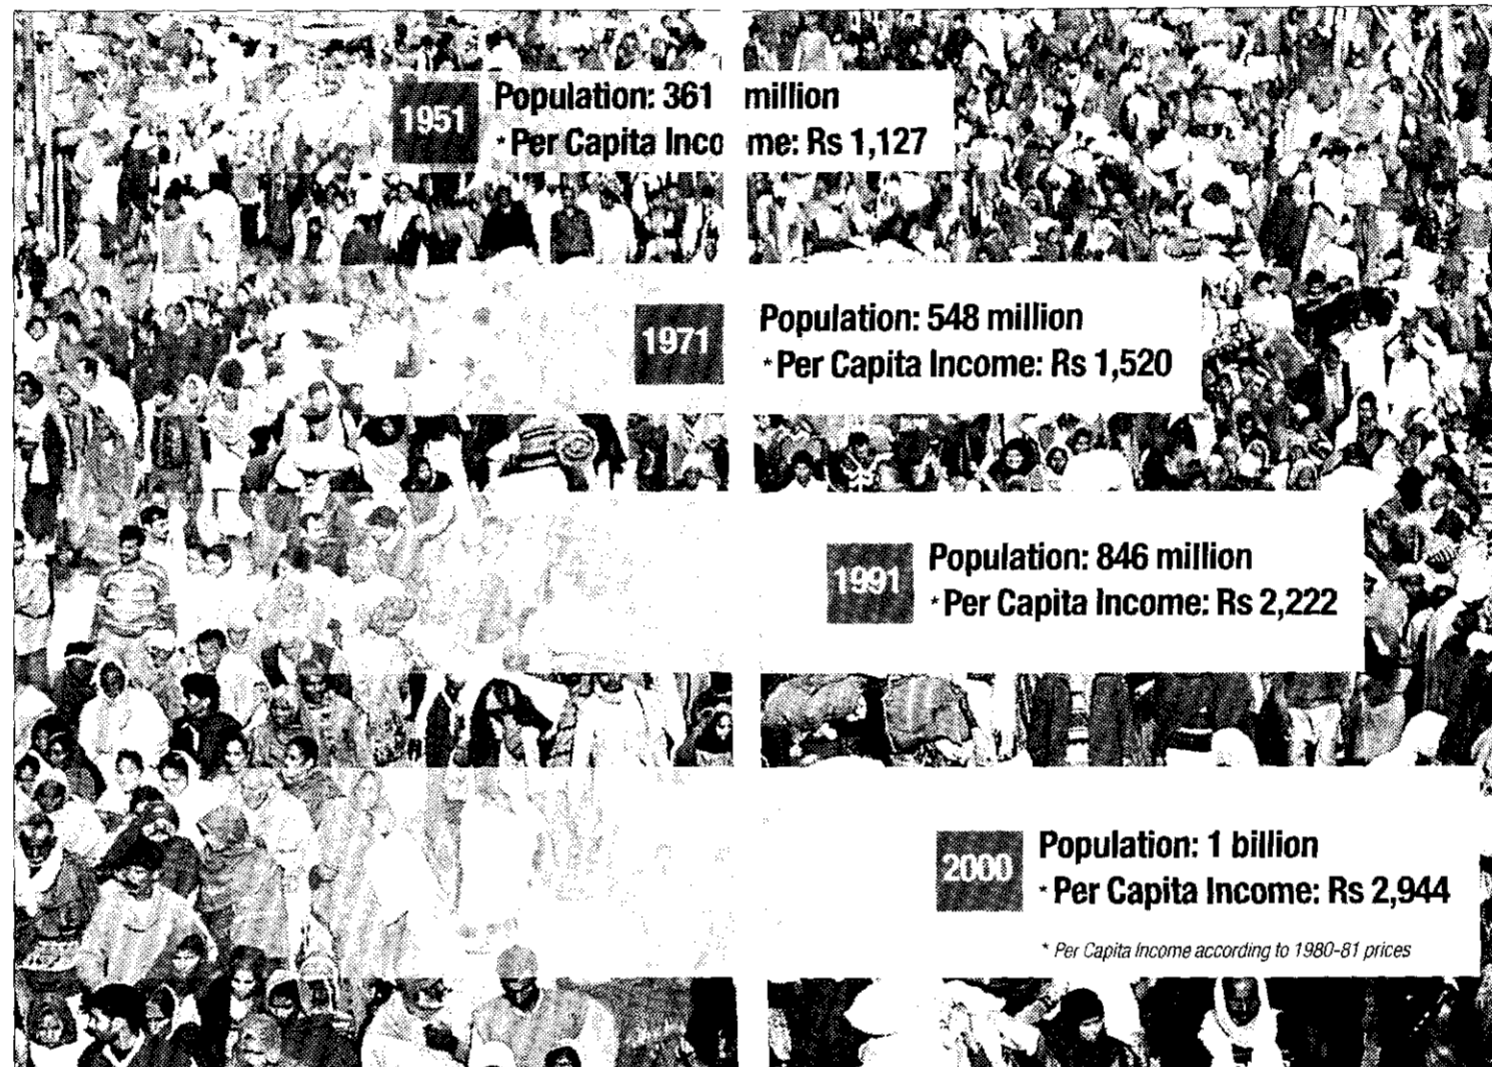 1951
Population: 361 million
*Per Capita Income: Rs 1,127
1971
Population: 548 million
*Per Capita Income: Rs 1,520
1991
Population: 846 million
*Per Capita Income: Rs 2,222
2000
Population: 1 billion
*Per Capita Income: Rs 2,944
* Per Capita Income according to 1980-81 prices